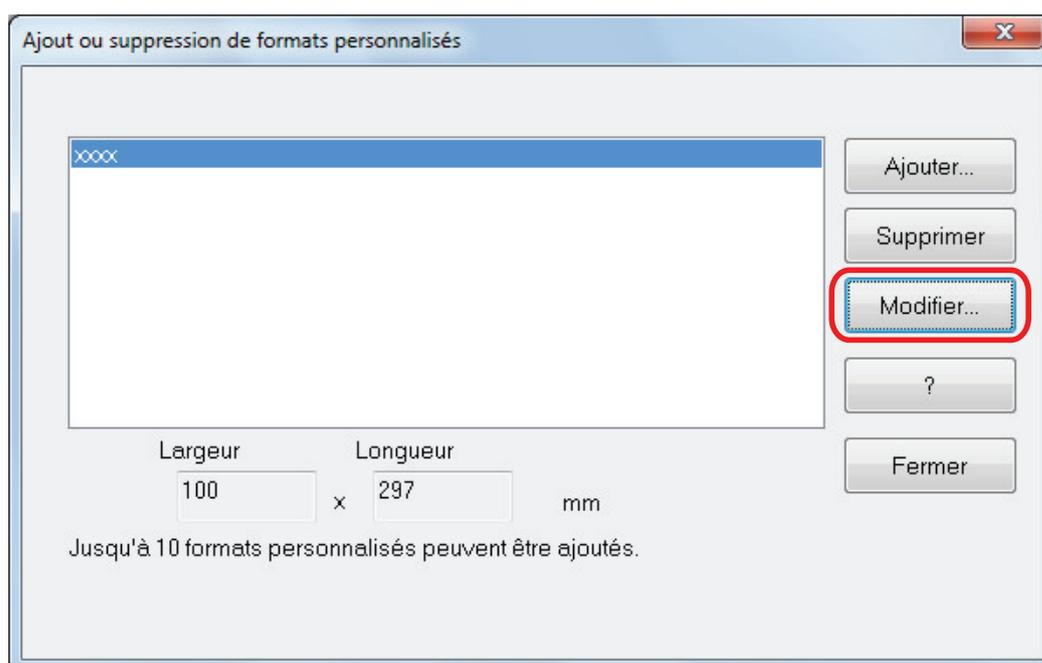 Ajout ou suppression de formats personnalisés
xxxx
Ajouter...
Supprimer
Modifier...
?
Fermer
Largeur Longueur
100 x 297 mm
Jusqu'à 10 formats personnalisés peuvent être ajoutés.